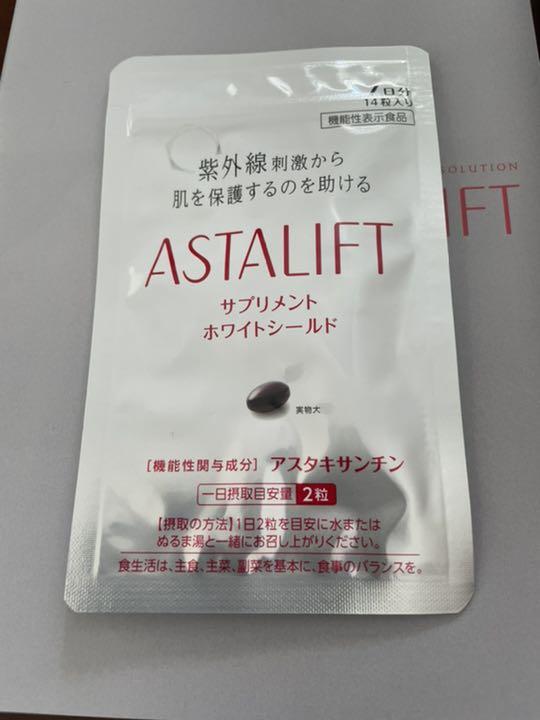 7日分
14粒入り
機能性表示食品
紫外線刺激から
肌を保護するのを助ける
ASTALIFT
サプリメント
ホワイトシールド
実物大
[機能性関与成分] アスタキサンチン
一日摂取目安量 2粒
【摂取の方法】1日2粒を目安に水または
ぬるま湯と一緒にお召し上がりください。
食生活は、主食、主菜、副菜を基本に、食事のバランスを。
SOLUTION
IFT